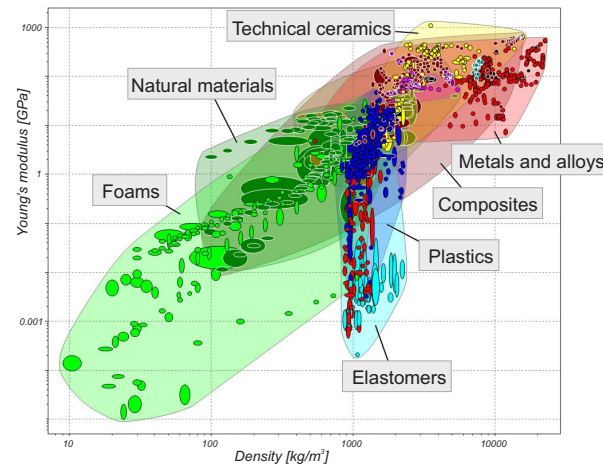 Technical ceramics
1000
Natural materials
Young's modulus [GPa]
Metals and alloys
1
Foams
Composites
Plastics
0.001
Elastomers
10
100
1000
10000
Density [kg/m³]